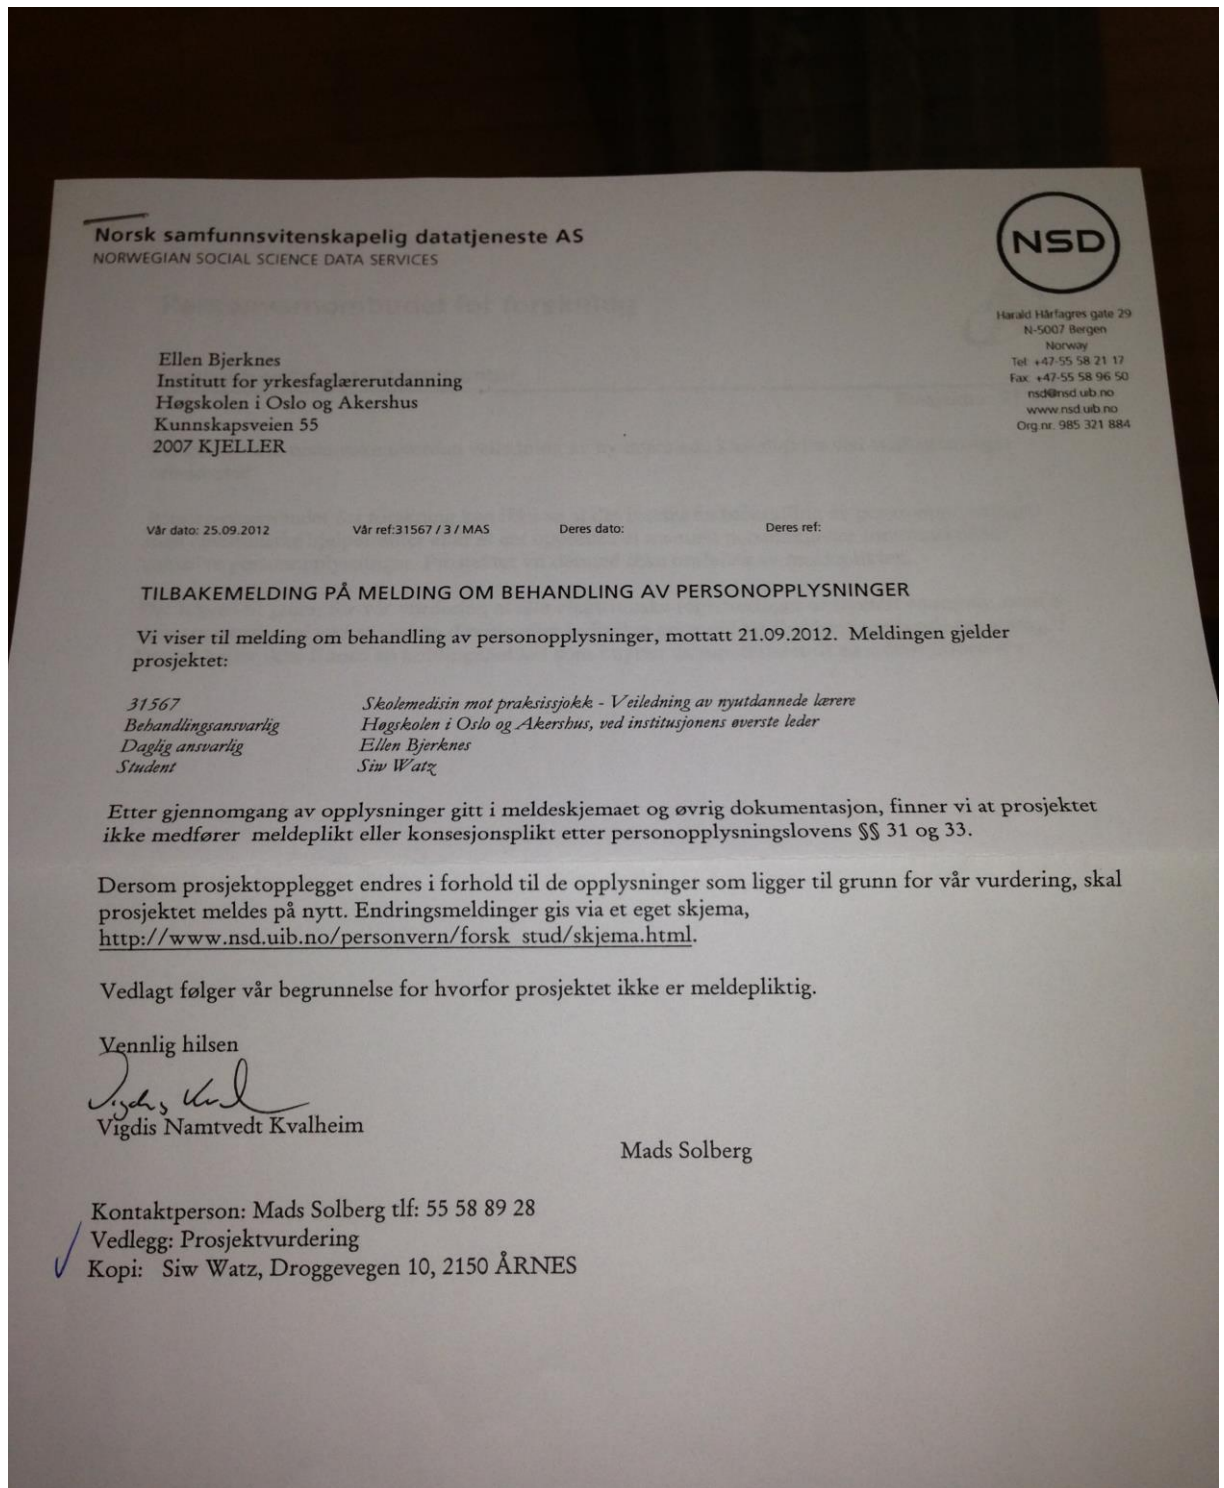 Norsk samfunnsvitenskapelig datatjeneste AS
NORWEGIAN SOCIAL SCIENCE DATA SERVICES
NSD
Harald Hårfagres gate 29
N-5007 Bergen
Norway
Tel: +47-55 58 21 17
Fax: +47-55 58 96 50
nsd@nsd.uib.no
www.nsd.uib.no
Org.nr. 985 321 884
Ellen Bjerknes
Institutt for yrkesfaglærerutdanning
Høgskolen i Oslo og Akershus
Kunnskapsveien 55
2007 KJELLER
Vår dato: 25.09.2012 Vår ref:31567 / 3 / MAS Deres dato: Deres ref:
TILBAKEMELDING PÅ MELDING OM BEHANDLING AV PERSONOPPLYSNINGER
Vi viser til melding om behandling av personopplysninger, mottatt 21.09.2012. Meldingen gjelder
prosjektet:
31567 Skolemedisin mot praksissjokk - Veiledning av nyutdannede lærere
Behandlingsansvarlig Høgskolen i Oslo og Akershus, ved institusjonens øverste leder
Daglig ansvarlig Ellen Bjerknes
Student Siw Watz
Etter gjennomgang av opplysninger gitt i meldeskjemaet og øvrig dokumentasjon, finner vi at prosjektet
ikke medfører meldeplikt eller konsesjonsplikt etter personopplysningslovens §§ 31 og 33.
Dersom prosjektopplegget endres i forhold til de opplysninger som ligger til grunn for vår vurdering, skal
prosjektet meldes på nytt. Endringsmeldinger gis via et eget skjema,
http://www.nsd.uib.no/personvern/forsk_stud/skjema.html.
Vedlagt følger vår begrunnelse for hvorfor prosjektet ikke er meldepliktig.
Vennlig hilsen
Vigdis Namtvedt Kvalheim
Mads Solberg
Kontaktperson: Mads Solberg tlf: 55 58 89 28
Vedlegg: Prosjektvurdering
Kopi: Siw Watz, Droggevegen 10, 2150 ÅRNES